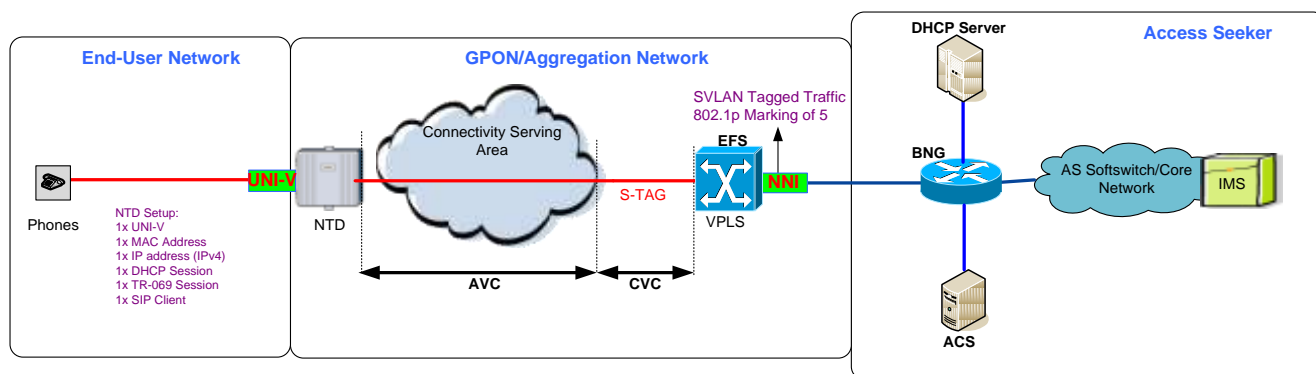 End-User Network
Phones
NTD Setup:
1x UNI-V
1x MAC Address
1x IP address (IPv4)
1x DHCP Session
1x TR-069 Session
1x SIP Client
UNI-V
GPON/Aggregation Network
NTD
Connectivity Serving
Area
AVC
S-TAG
CVC
SVLAN Tagged Traffic
802.1p Marking of 5
EFS
NNI
VPLS
Access Seeker
DHCP Server
BNG
AS Softswitch/Core
Network
IMS
ACS